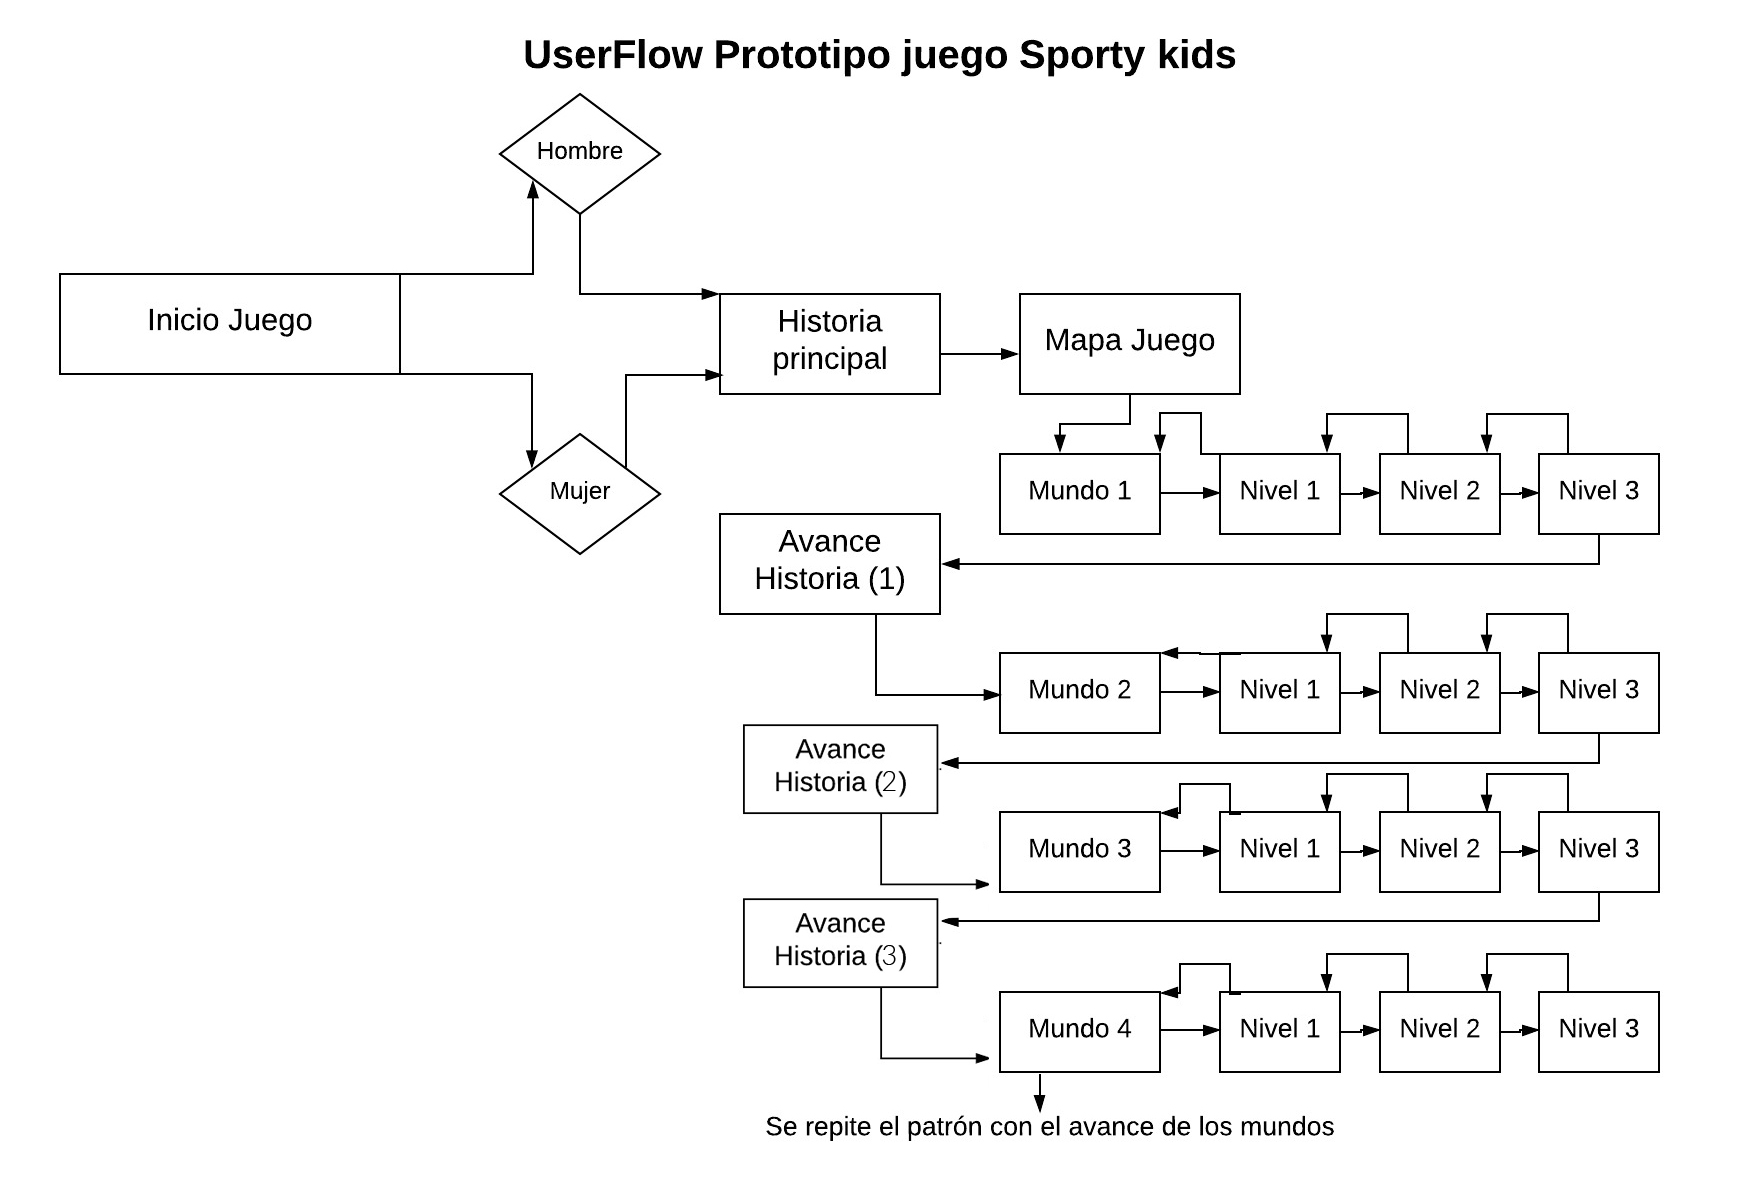 UserFlow Prototipo juego Sporty kids
Hombre
Inicio Juego
Historia
principal
Mapa Juego
Mujer
Mundo 1
Nivel 1
Nivel 2
Nivel 3
Avance
Historia (1)
Mundo 2
Nivel 1
Nivel 2
Nivel 3
Avance
Historia (2)
Mundo 3
Nivel 1
Nivel 2
Nivel 3
Avance
Historia (3)
Mundo 4
Nivel 1
Nivel 2
Nivel 3
Se repite el patrón con el avance de los mundos